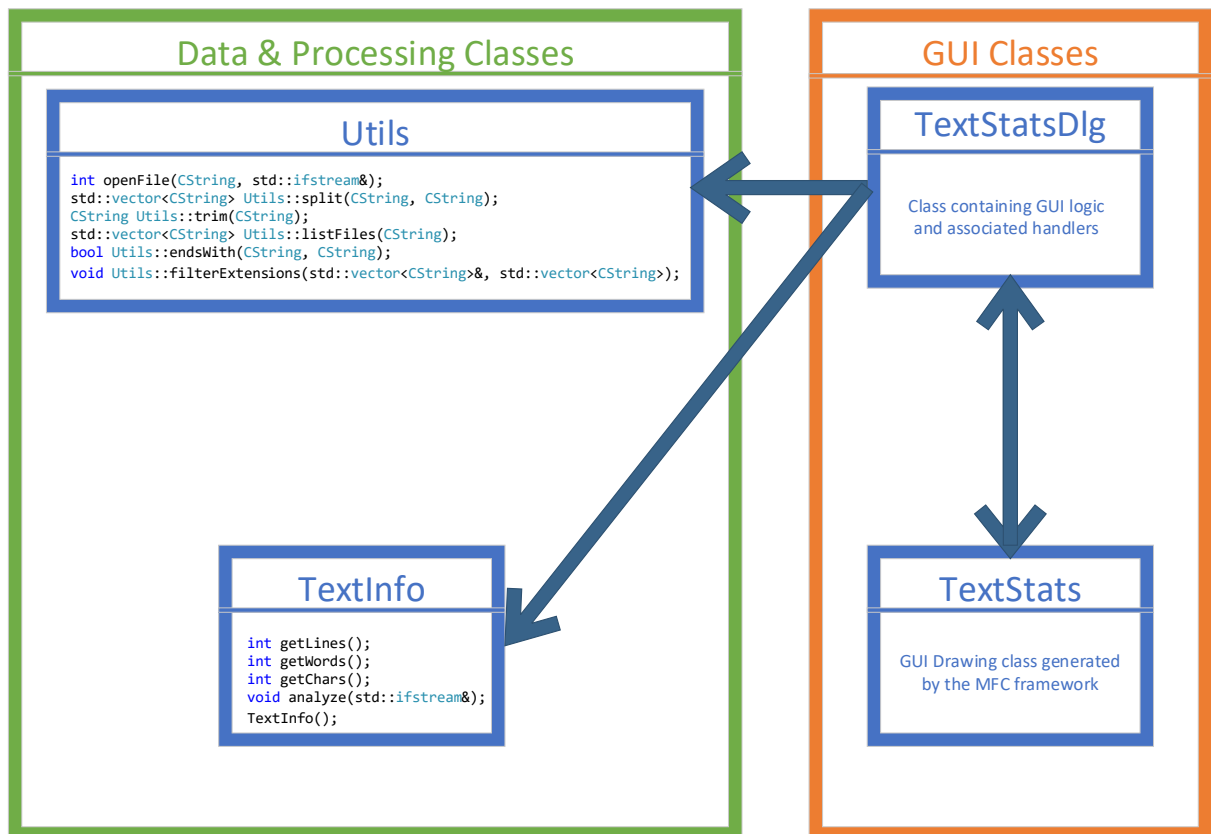 Data & Processing Classes
Utils
int openFile(CString, std::ifstream&);
std::vector<CString> Utils::split(CString, CString);
CString Utils::trim(CString);
std::vector<CString> Utils::listFiles(CString);
bool Utils::endsWith(CString, CString);
void Utils::filterExtensions(std::vector<CString>&, std::vector<CString>);
TextInfo
int getLines();
int getWords();
int getChars();
void analyze(std::ifstream&);
TextInfo();
GUI Classes
TextStatsDlg
Class containing GUI logic
and associated handlers
TextStats
GUI Drawing class generated
by the MFC framework